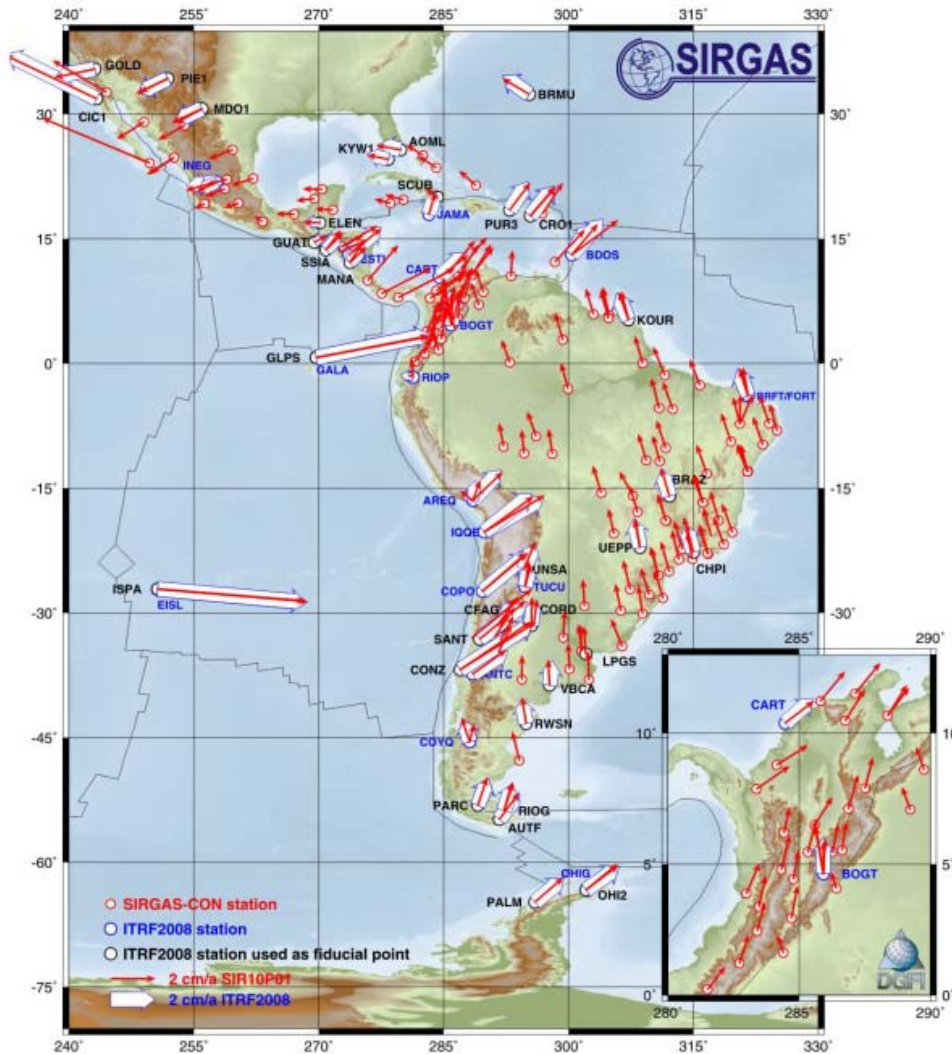 240° 255° 270° 285° 300° 315° 330°
SIRGAS
GOLD
PIE1
CIC1
MDO1
BRMU
30°
KYW1
AOML
INEG
SCUB
ELEN
JAMA
PUR3
CRO1
15°
GUAT
SSIA
ESTI
MANA
CART
BDOS
BOGT
KOUR
GLPS
0°
GALA
RIOP
BRFT/FORT
-15°
AREQ
BRAZ
IQQE
UEPP
CHPI
UNSA
COPO
TUCU
ISPA
EISL
-30°
CFAG
CORD
SANT
280° 285° 290°
CONZ
ANTC
LPGS
VBCA
CART
10°
10°
RWSN
-45°
COYQ
PARC
RIOG
AUTF
5°
5°
BOGT
-60°
OHIG
PALM
OHI2
SIRGAS-CON station
ITRF2008 station
ITRF2008 station used as fiducial point
2 cm/a SIR10P01
2 cm/a ITRF2008
DGFI
-75°
0°
0°
280° 285° 290°
240° 255° 270° 285° 300° 315° 330°